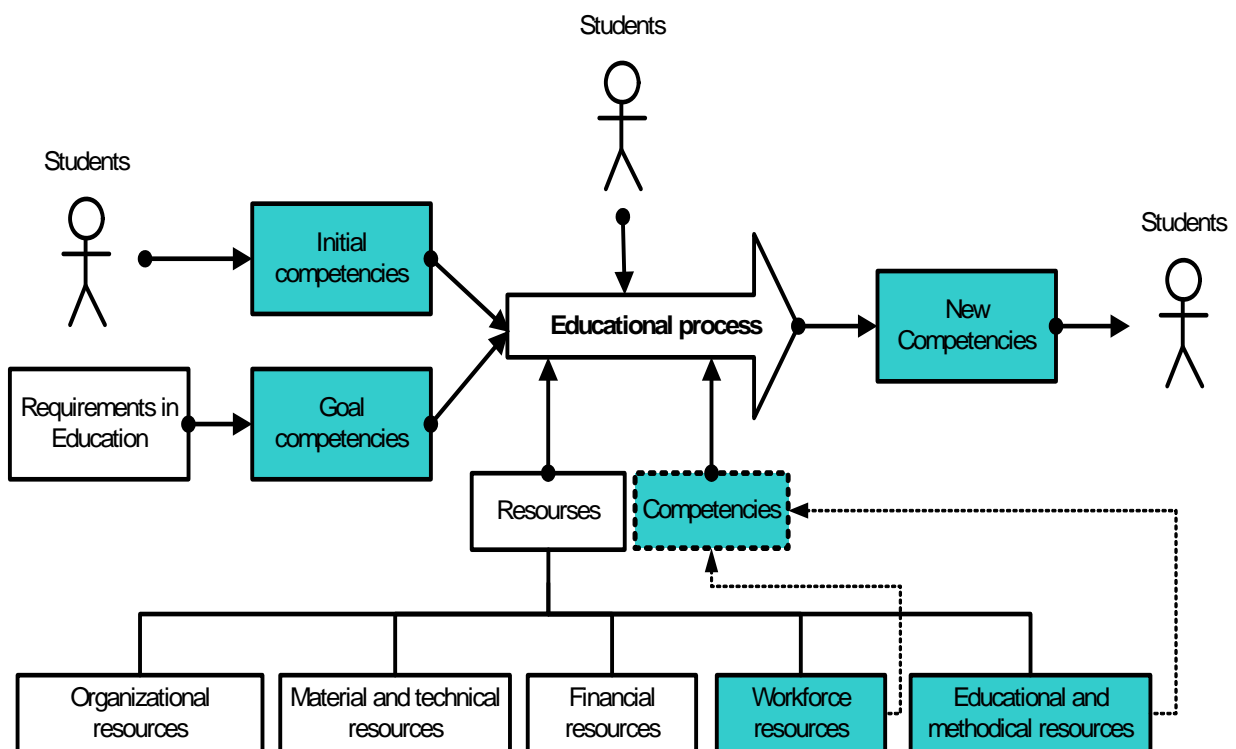 Students
Students
Students
Initial
competencies
Educational process
New
Competencies
Requirements in
Education
Goal
competencies
Resourses
Competencies
Organizational
resources
Material and technical
resources
Financial
resources
Workforce
resources
Educational and
methodical resources